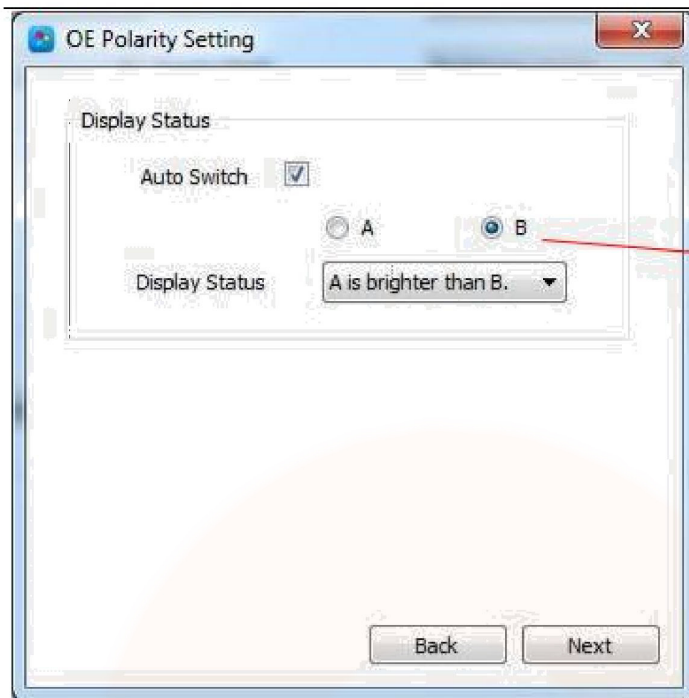 OE Polarity Setting
Display Status
Auto Switch
A B
Display Status A is brighter than B.
Back Next